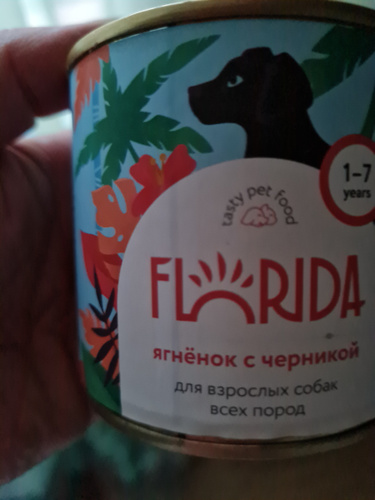 1–7
years
tasty pet food
FLORIDA
ягнёнок с черникой
для взрослых собак
всех пород